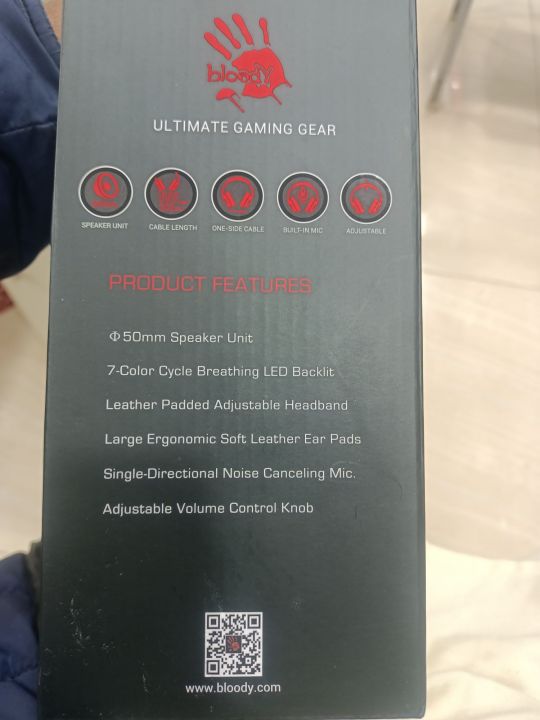 bloody
ULTIMATE GAMING GEAR
SPEAKER UNIT CABLE LENGTH ONE-SIDE CABLE BUILT-IN MIC ADJUSTABLE
PRODUCT FEATURES
Φ50mm Speaker Unit
7-Color Cycle Breathing LED Backlit
Leather Padded Adjustable Headband
Large Ergonomic Soft Leather Ear Pads
Single-Directional Noise Canceling Mic.
Adjustable Volume Control Knob
www.bloody.com